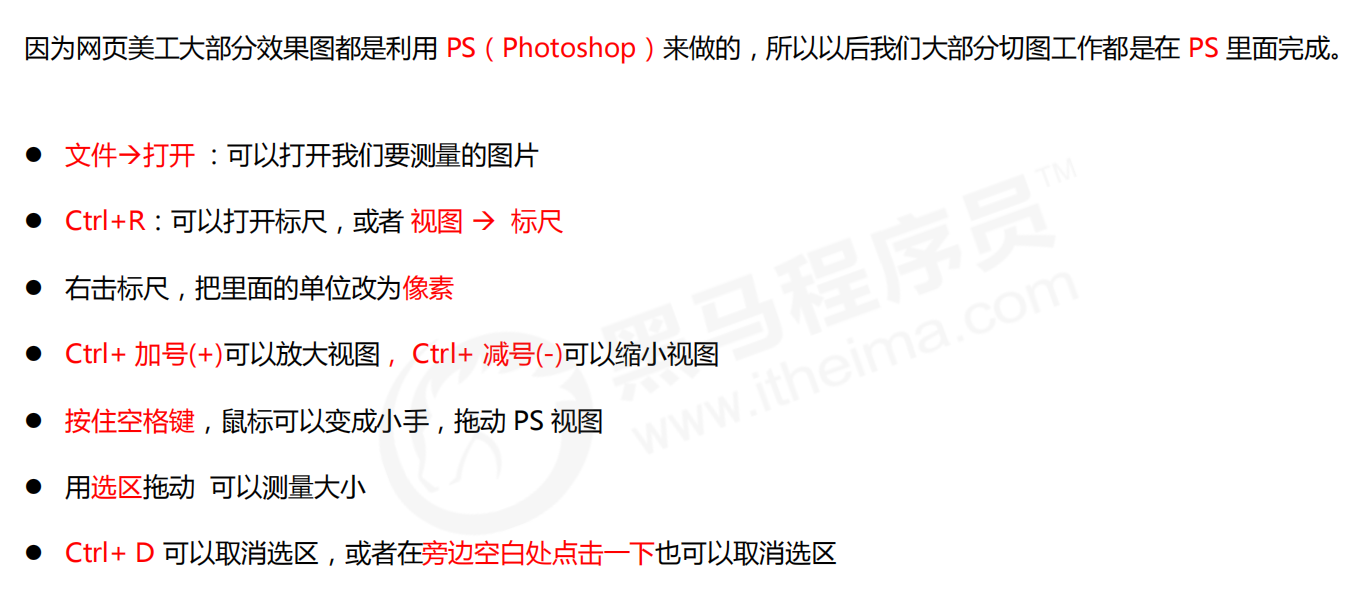 因为网页美工大部分效果图都是利用 PS（Photoshop）来做的，所以以后我们大部分切图工作都是在 PS 里面完成。
● 文件→打开 ：可以打开我们要测量的图片
● Ctrl+R：可以打开标尺，或者 视图 → 标尺
● 右击标尺，把里面的单位改为像素
● Ctrl+ 加号(+)可以放大视图， Ctrl+ 减号(-)可以缩小视图
● 按住空格键，鼠标可以变成小手，拖动 PS 视图
● 用选区拖动 可以测量大小
● Ctrl+ D 可以取消选区，或者在旁边空白处点击一下也可以取消选区
黑马程序员™
www.itheima.com